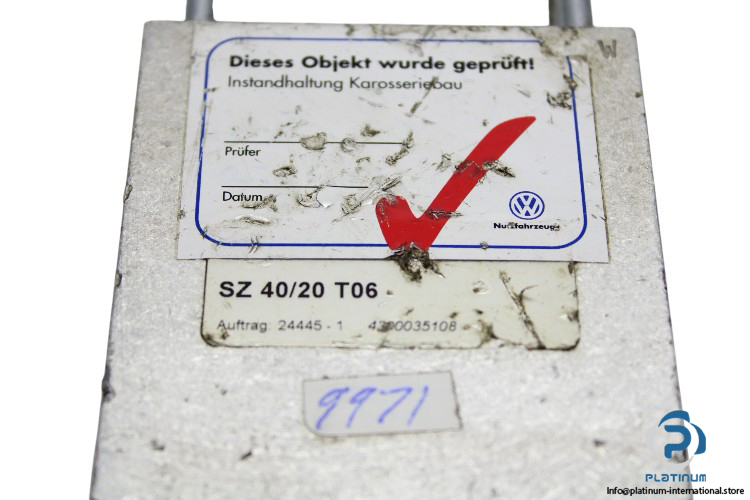 W
Dieses Objekt wurde geprüft!
Instandhaltung Karosseriebau
Prüfer
Datum
Nutzfahrzeuge
SZ 40/20 T06
Auftrag: 24445 - 1 4300035108
9971
PLATINUM
Info@platinum-international.store